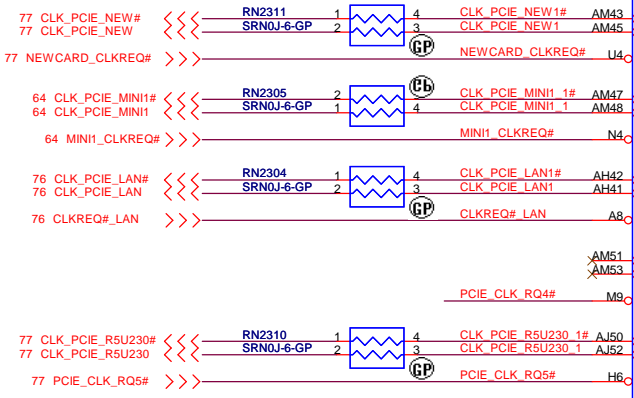 77 CLK_PCIE_NEW# RN2311 1 4 CLK_PCIE_NEW1# AM43
77 CLK_PCIE_NEW SRN0J-6-GP 2 3 CLK_PCIE_NEW1 AM45
GP
77 NEWCARD_CLKREQ# NEWCARD_CLKREQ# U4
GP
64 CLK_PCIE_MINI1# RN2305 2 3 CLK_PCIE_MINI1_1# AM47
64 CLK_PCIE_MINI1 SRN0J-6-GP 1 4 CLK_PCIE_MINI1_1 AM48
64 MINI1_CLKREQ# MINI1_CLKREQ# N4
76 CLK_PCIE_LAN# RN2304 1 4 CLK_PCIE_LAN1# AH42
76 CLK_PCIE_LAN SRN0J-6-GP 2 3 CLK_PCIE_LAN1 AH41
GP
76 CLKREQ#_LAN CLKREQ#_LAN A8
AM51
AM53
PCIE_CLK_RQ4# M9
77 CLK_PCIE_R5U230# RN2310 1 4 CLK_PCIE_R5U230_1# AJ50
77 CLK_PCIE_R5U230 SRN0J-6-GP 2 3 CLK_PCIE_R5U230_1 AJ52
GP
77 PCIE_CLK_RQ5# PCIE_CLK_RQ5# H6